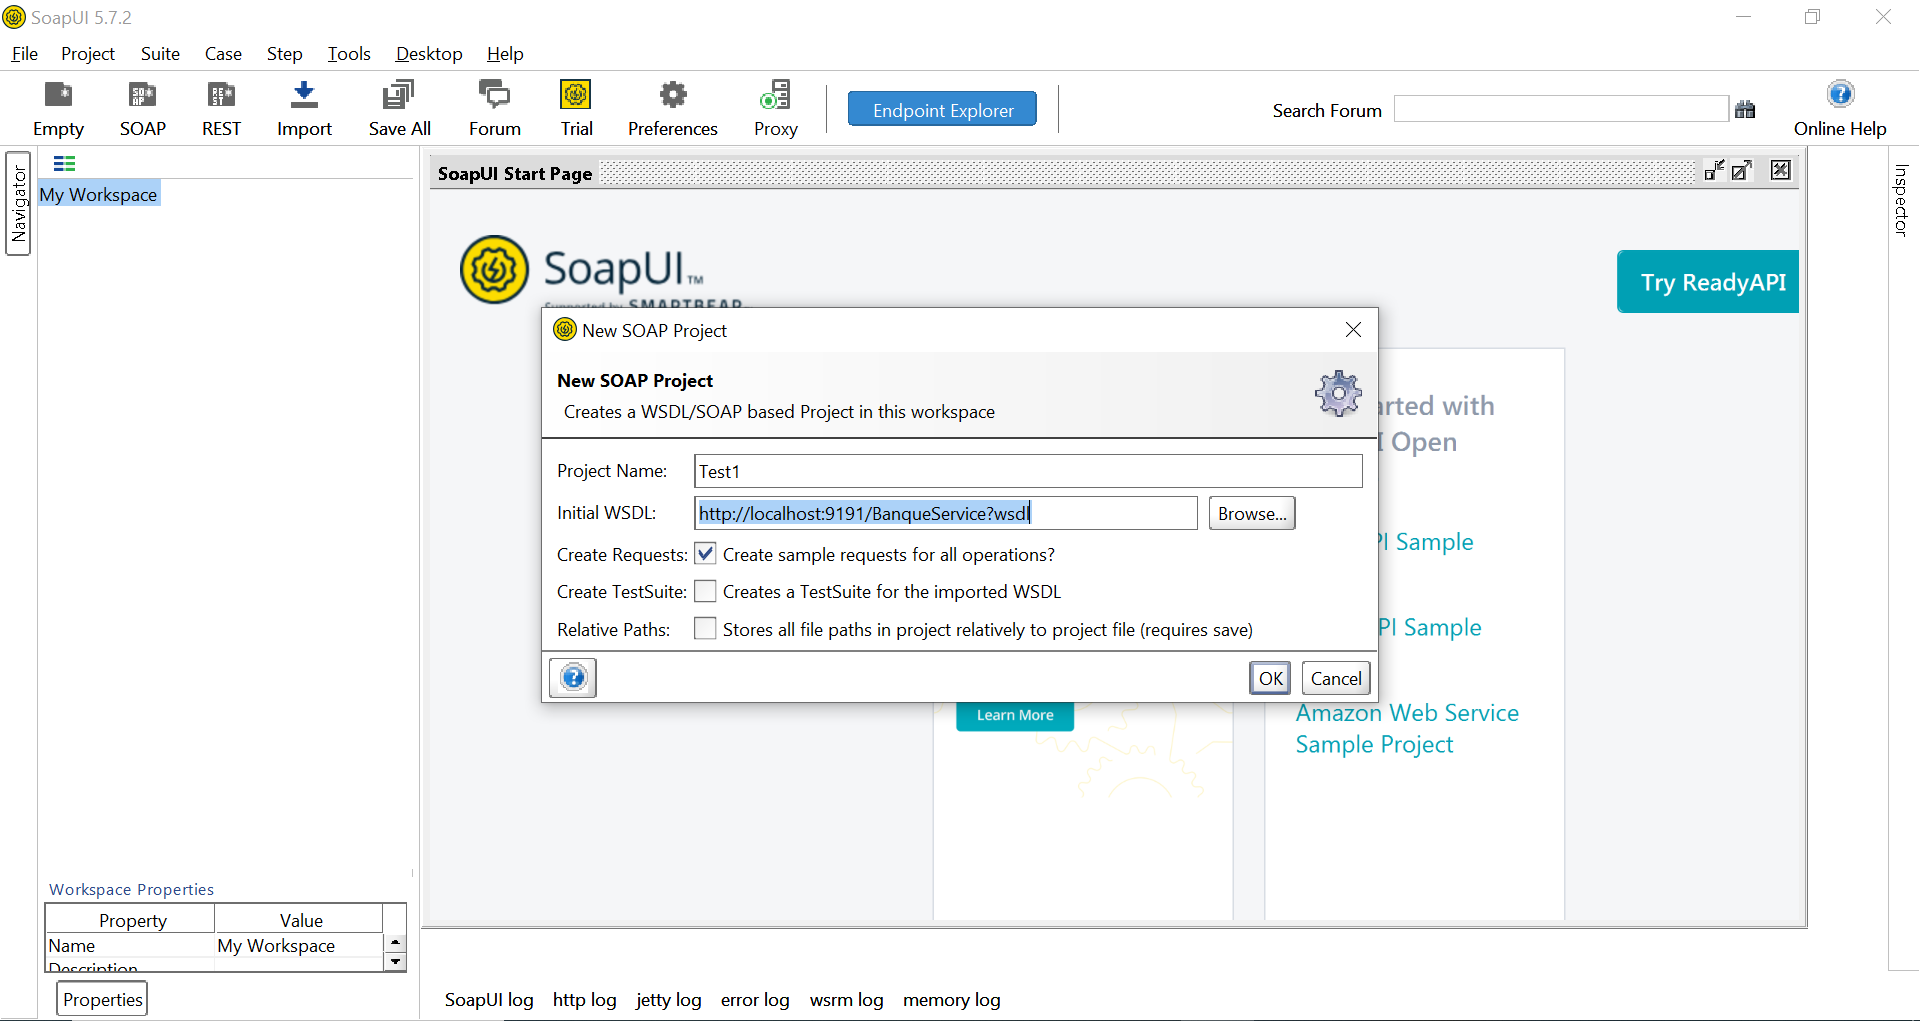 SoapUI 5.7.2
File Project Suite Case Step Tools Desktop Help
Empty SOAP REST Import Save All Forum Trial Preferences Proxy Endpoint Explorer Search Forum Online Help
Navigator
My Workspace
SoapUI Start Page
Inspector
SoapUI™
Supported by SMARTBEAR
Try ReadyAPI
New SOAP Project
New SOAP Project
Creates a WSDL/SOAP based Project in this workspace
arted with
I Open
Project Name: Test1
Initial WSDL: http://localhost:9191/BanqueService?wsdl Browse...
Create Requests: Create sample requests for all operations?
PI Sample
Create TestSuite: Creates a TestSuite for the imported WSDL
Relative Paths: Stores all file paths in project relatively to project file (requires save)
PI Sample
OK Cancel
Learn More
Amazon Web Service
Sample Project
Workspace Properties
Property Value
Name My Workspace
Description
Properties
SoapUI log http log jetty log error log wsrm log memory log